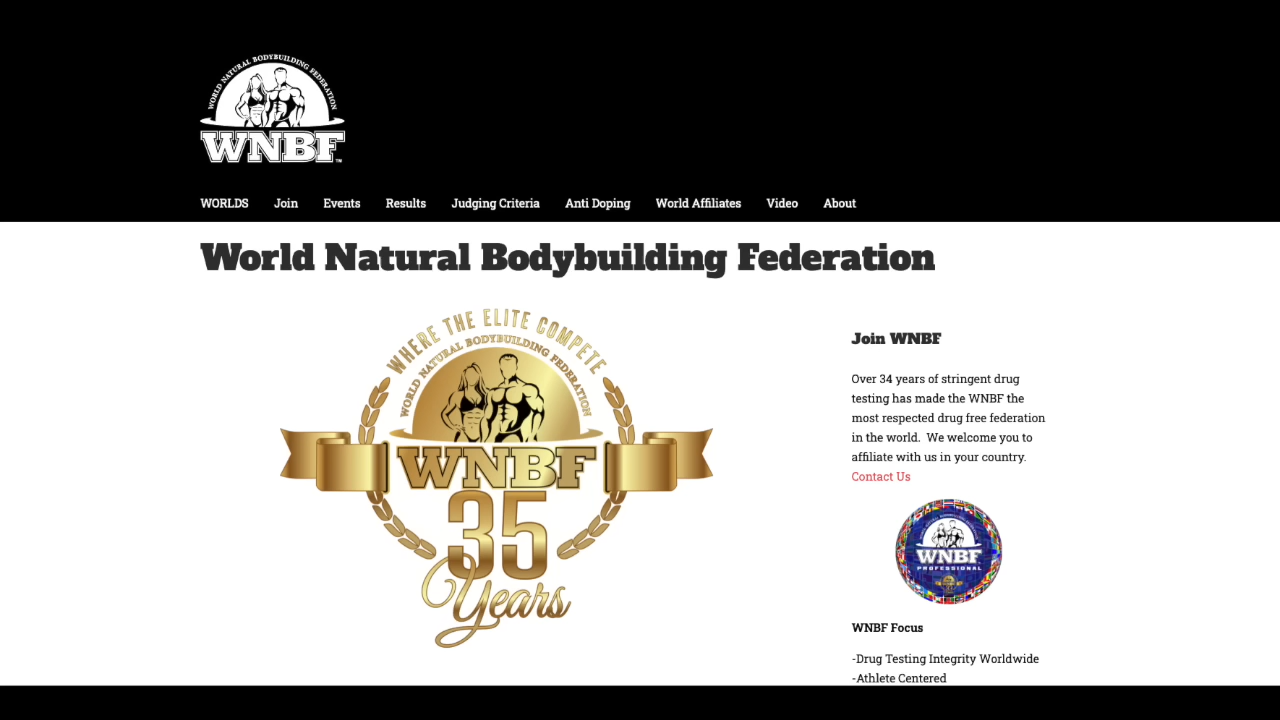 WORLD NATURAL BODYBUILDING FEDERATION
WNBF
TM
WORLDS Join Events Results Judging Criteria Anti Doping World Affiliates Video About
World Natural Bodybuilding Federation
WHERE THE ELITE COMPETE
WORLD NATURAL BODYBUILDING FEDERATION
WNBF
35
Years
Join WNBF
Over 34 years of stringent drug
testing has made the WNBF the
most respected drug free federation
in the world. We welcome you to
affiliate with us in your country.
Contact Us
WNBF
PROFESSIONAL
WNBF Focus
-Drug Testing Integrity Worldwide
-Athlete Centered